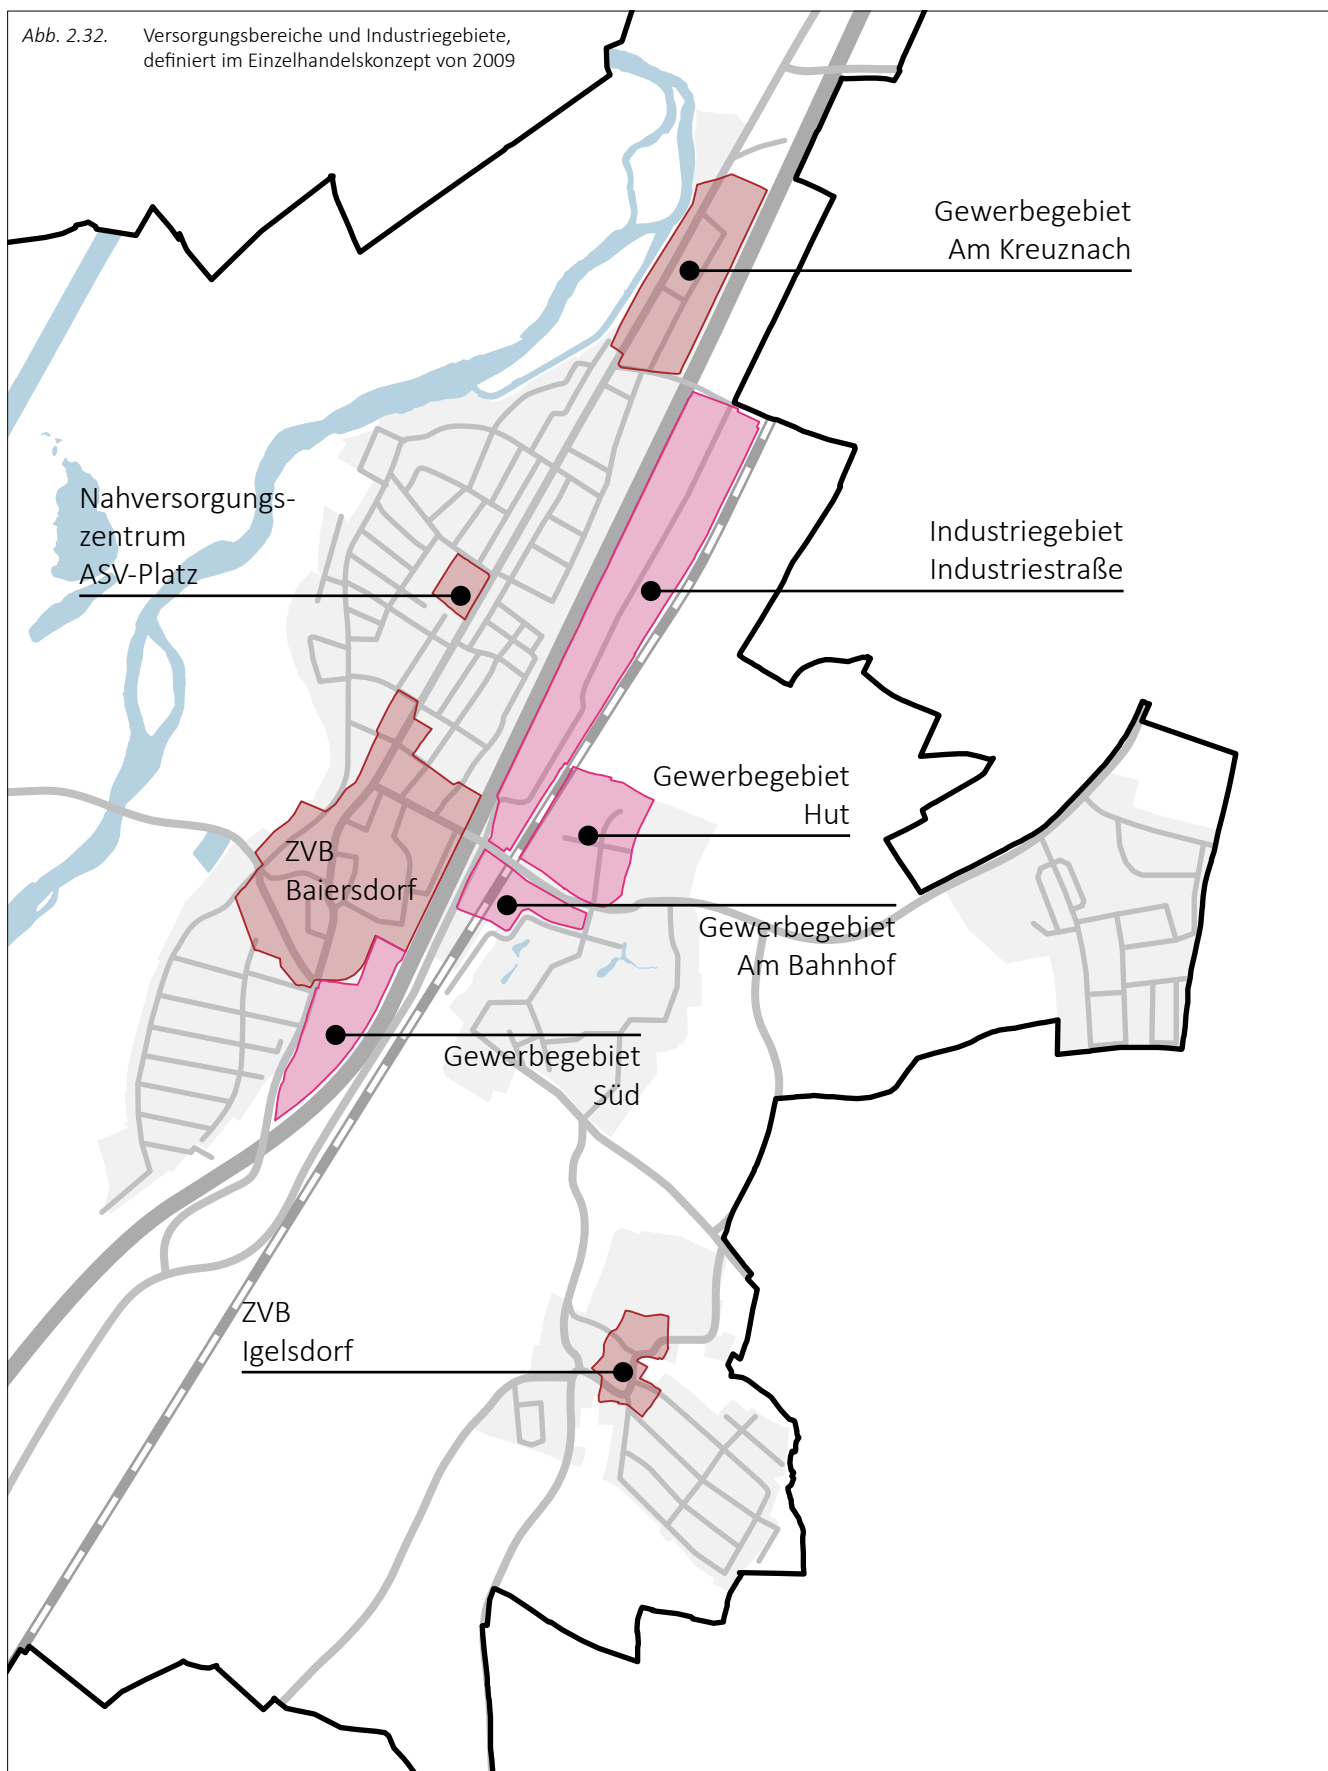 Abb. 2.32. Versorgungsbereiche und Industriegebiete,
definiert im Einzelhandelskonzept von 2009
Gewerbegebiet
Am Kreuznach
Nahversorgungs-
zentrum
ASV-Platz
Industriegebiet
Industriestraße
Gewerbegebiet
Hut
ZVB
Baiersdorf
Gewerbegebiet
Am Bahnhof
Gewerbegebiet
Süd
ZVB
Igelsdorf